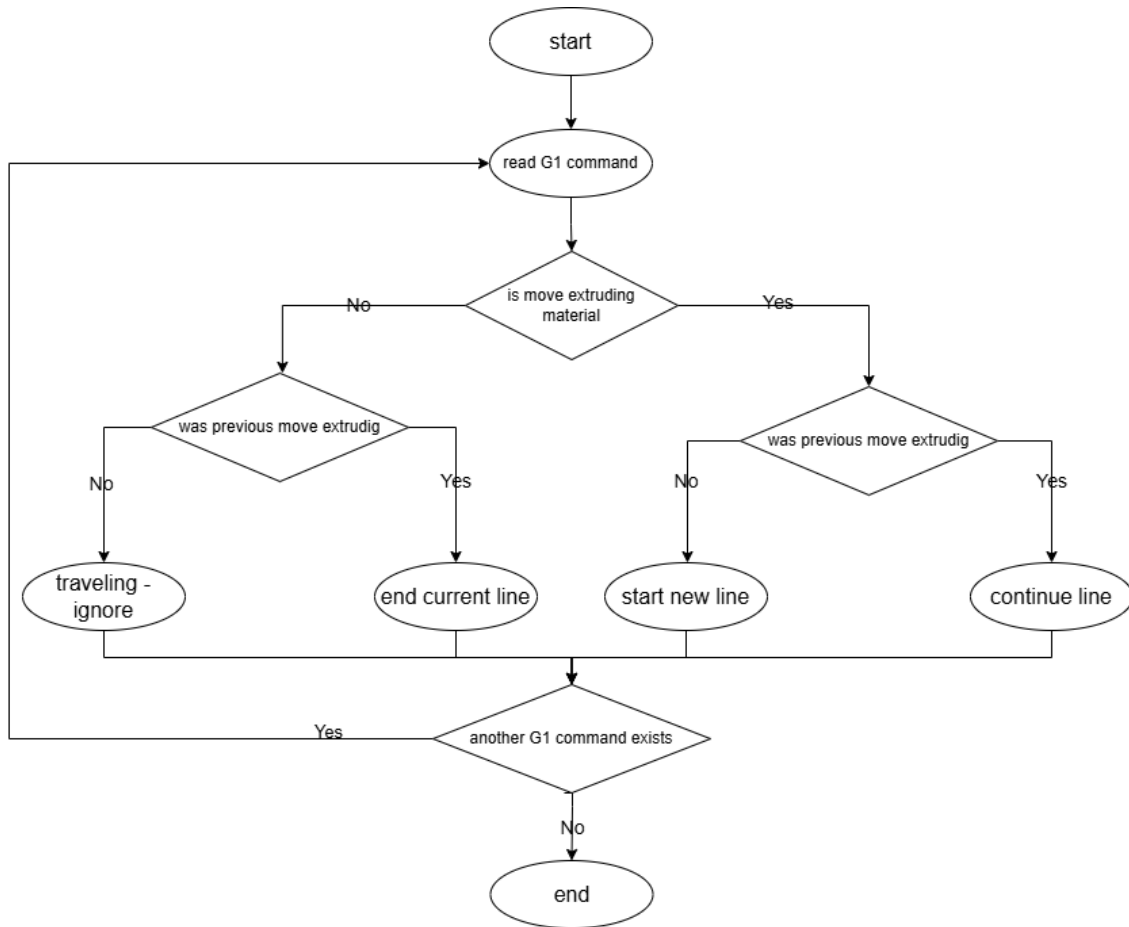 start
read G1 command
is move extruding
material
No
Yes
was previous move extrudig
was previous move extrudig
No
Yes
No
Yes
traveling -
ignore
end current line
start new line
continue line
another G1 command exists
Yes
No
end